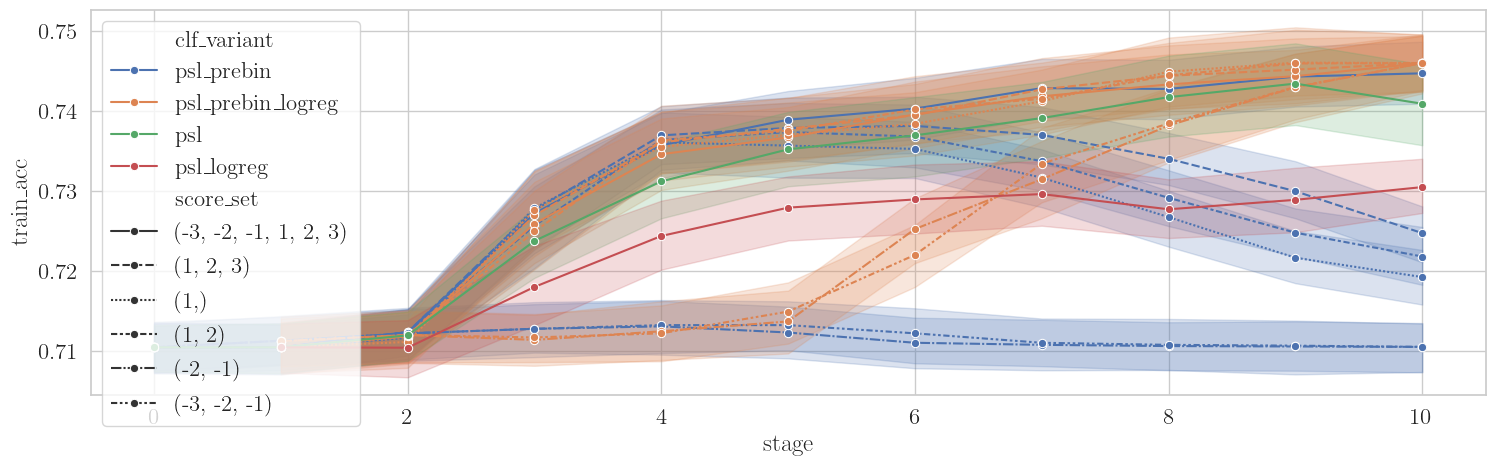 0.75
0.74
0.73
0.72
0.71
train_acc
clf_variant
psl_prebin
psl_prebin_logreg
psl
psl_logreg
score_set
(-3, -2, -1, 1, 2, 3)
(1, 2, 3)
(1,)
(1, 2)
(-2, -1)
(-3, -2, -1)
0 2 4 6 8 10
stage